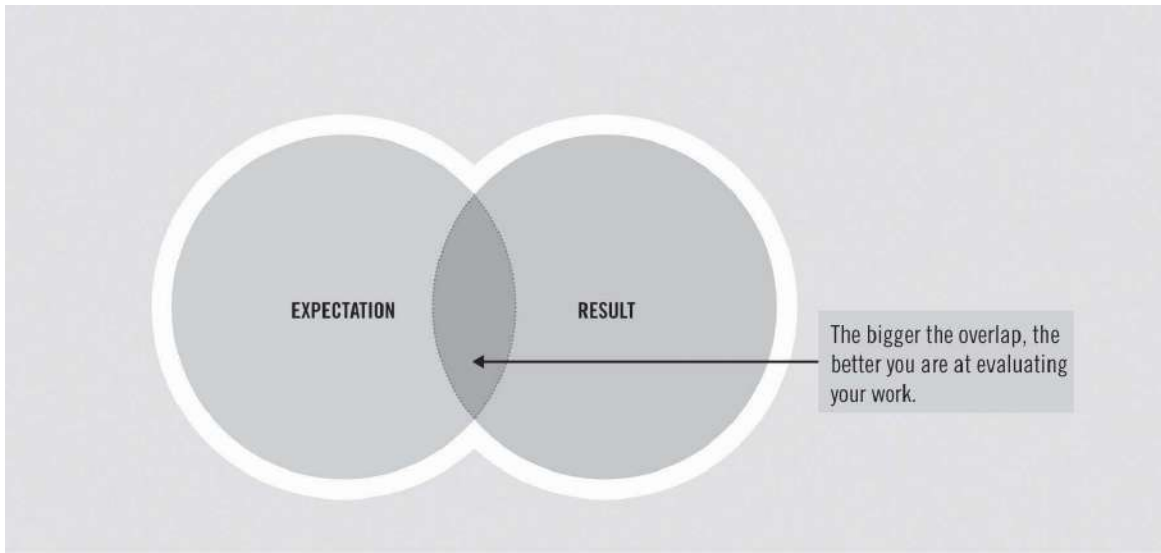 EXPECTATION
RESULT
The bigger the overlap, the
better you are at evaluating
your work.